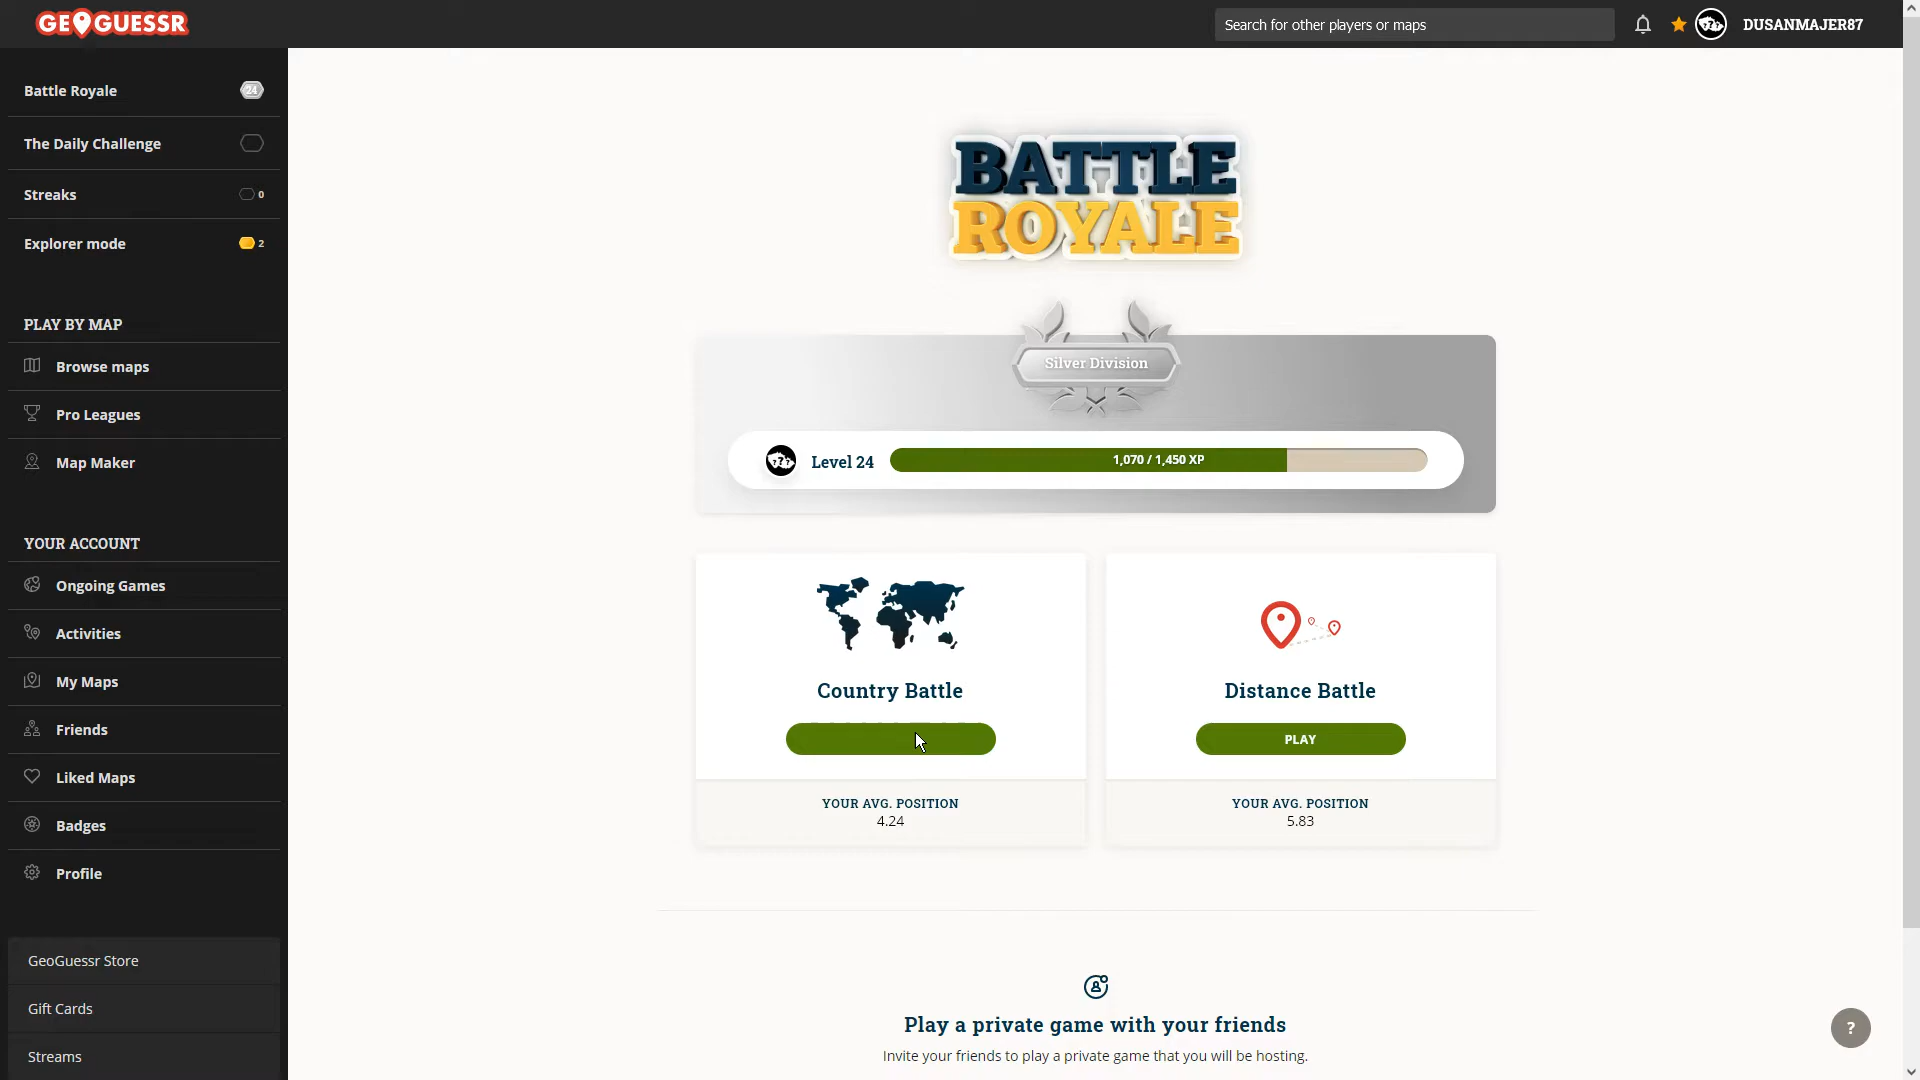 GEOGUESSR
Search for other players or maps
DUSANMAJER87
Battle Royale
24
The Daily Challenge
Streaks
0
Explorer mode
2
PLAY BY MAP
Browse maps
Pro Leagues
Map Maker
YOUR ACCOUNT
Ongoing Games
Activities
My Maps
Friends
Liked Maps
Badges
Profile
GeoGuessr Store
Gift Cards
Streams
BATTLE
ROYALE
Silver Division
Level 24
1,070 / 1,450 XP
Country Battle
YOUR AVG. POSITION
4.24
Distance Battle
PLAY
YOUR AVG. POSITION
5.83
Play a private game with your friends
Invite your friends to play a private game that you will be hosting.
?